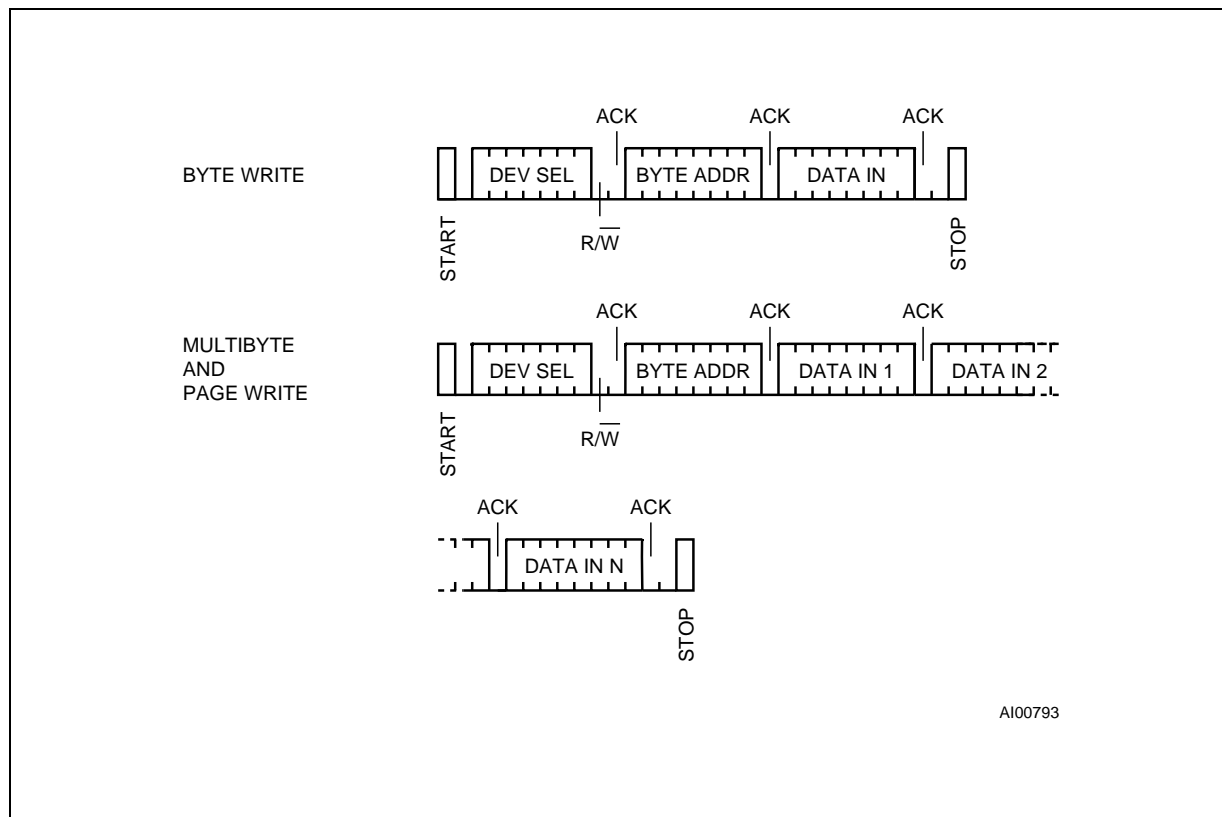 ACK ACK ACK
BYTE WRITE DEV SEL BYTE ADDR DATA IN
R/W̅
START
STOP
ACK ACK ACK
MULTIBYTE
AND
PAGE WRITE
DEV SEL BYTE ADDR DATA IN 1 DATA IN 2
R/W̅
START
ACK ACK
DATA IN N
STOP
AI00793